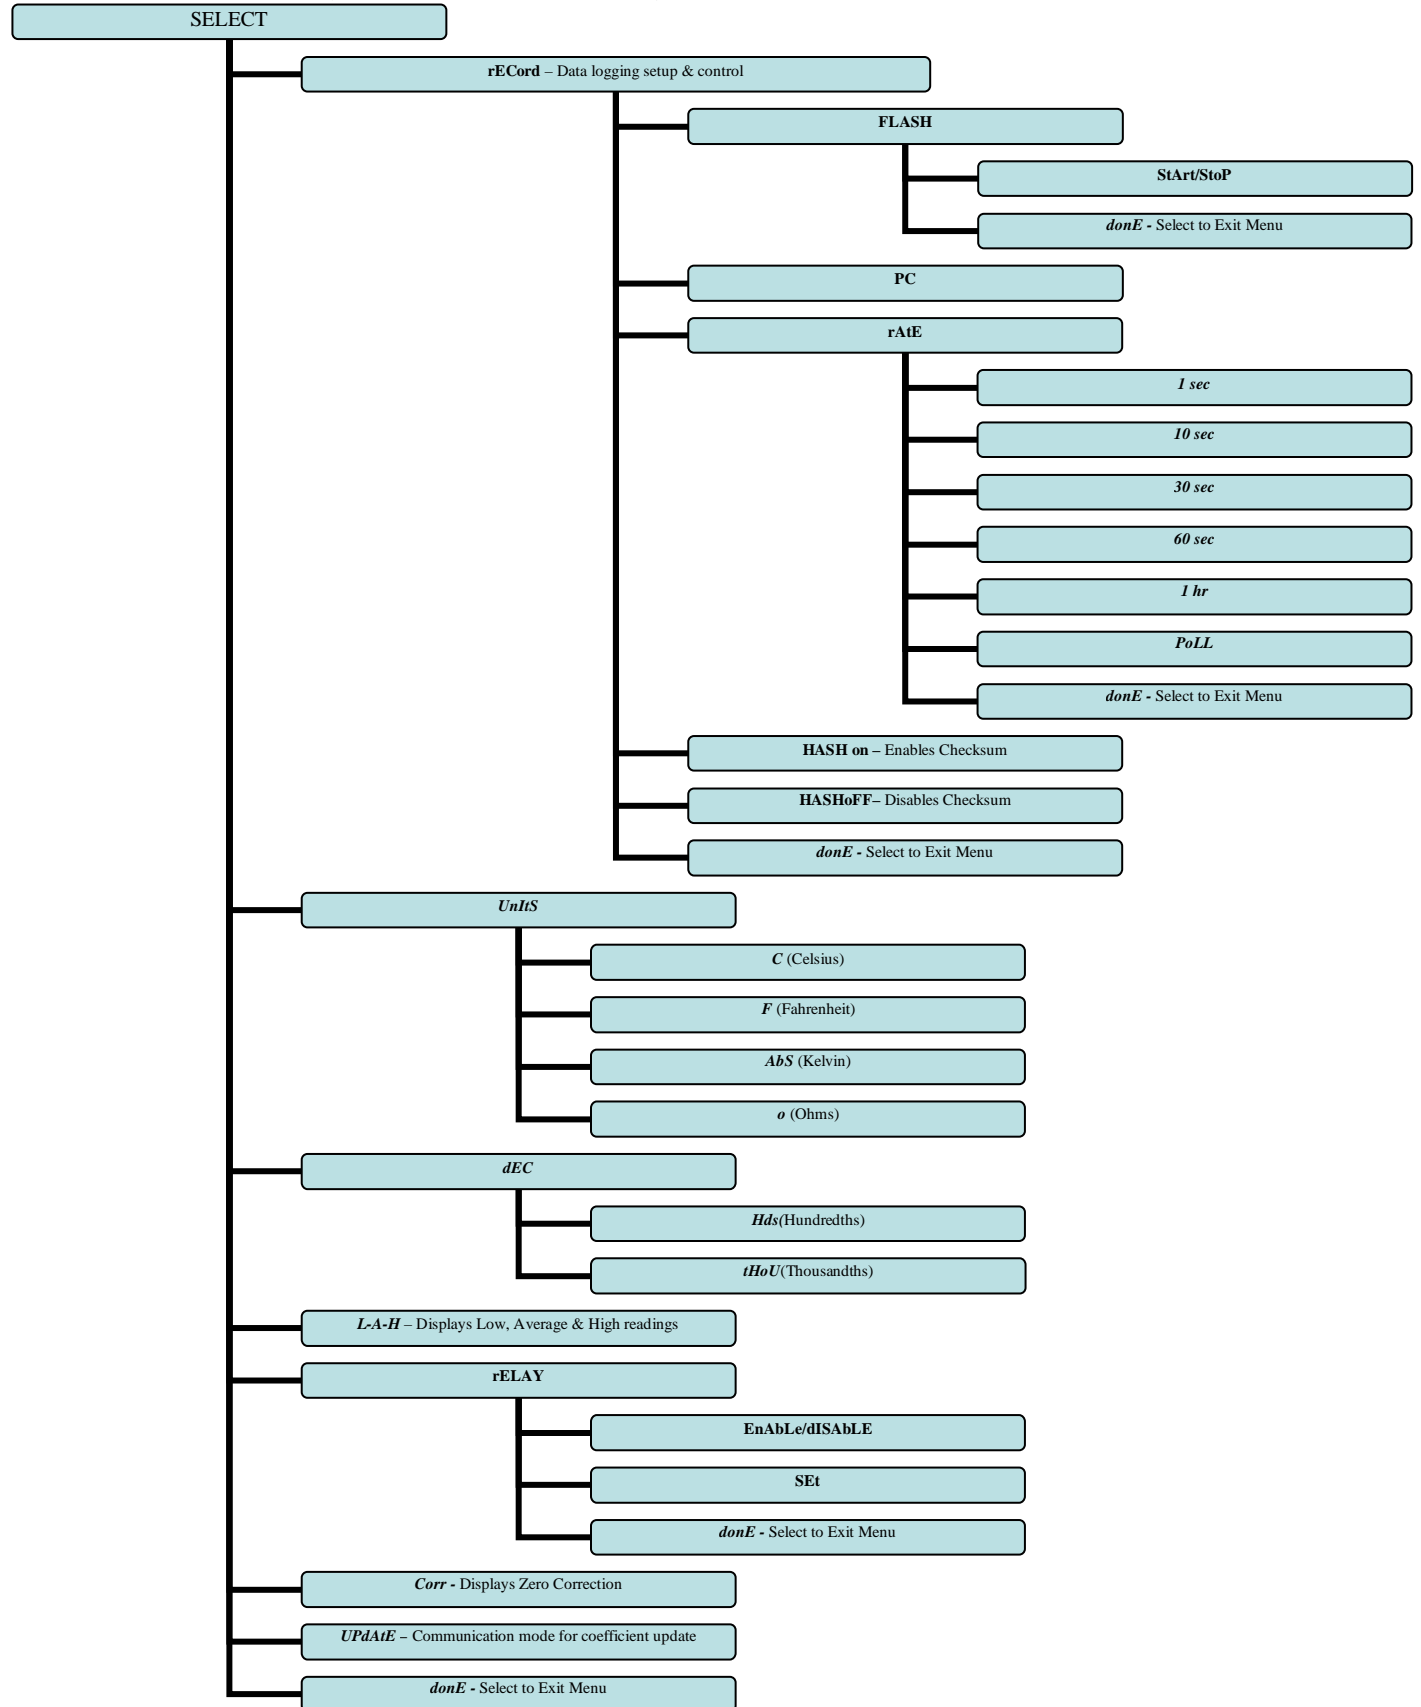 SELECT
rECord – Data logging setup & control
FLASH
StArt/StoP
donE - Select to Exit Menu
PC
rAtE
1 sec
10 sec
30 sec
60 sec
1 hr
PoLL
donE - Select to Exit Menu
HASH on – Enables Checksum
HASHoFF– Disables Checksum
donE - Select to Exit Menu
UnItS
C (Celsius)
F (Fahrenheit)
AbS (Kelvin)
o (Ohms)
dEC
Hds(Hundredths)
tHoU(Thousandths)
L-A-H – Displays Low, Average & High readings
rELAY
EnAbLe/dISAbLE
SEt
donE - Select to Exit Menu
Corr - Displays Zero Correction
UPdAtE – Communication mode for coefficient update
donE - Select to Exit Menu